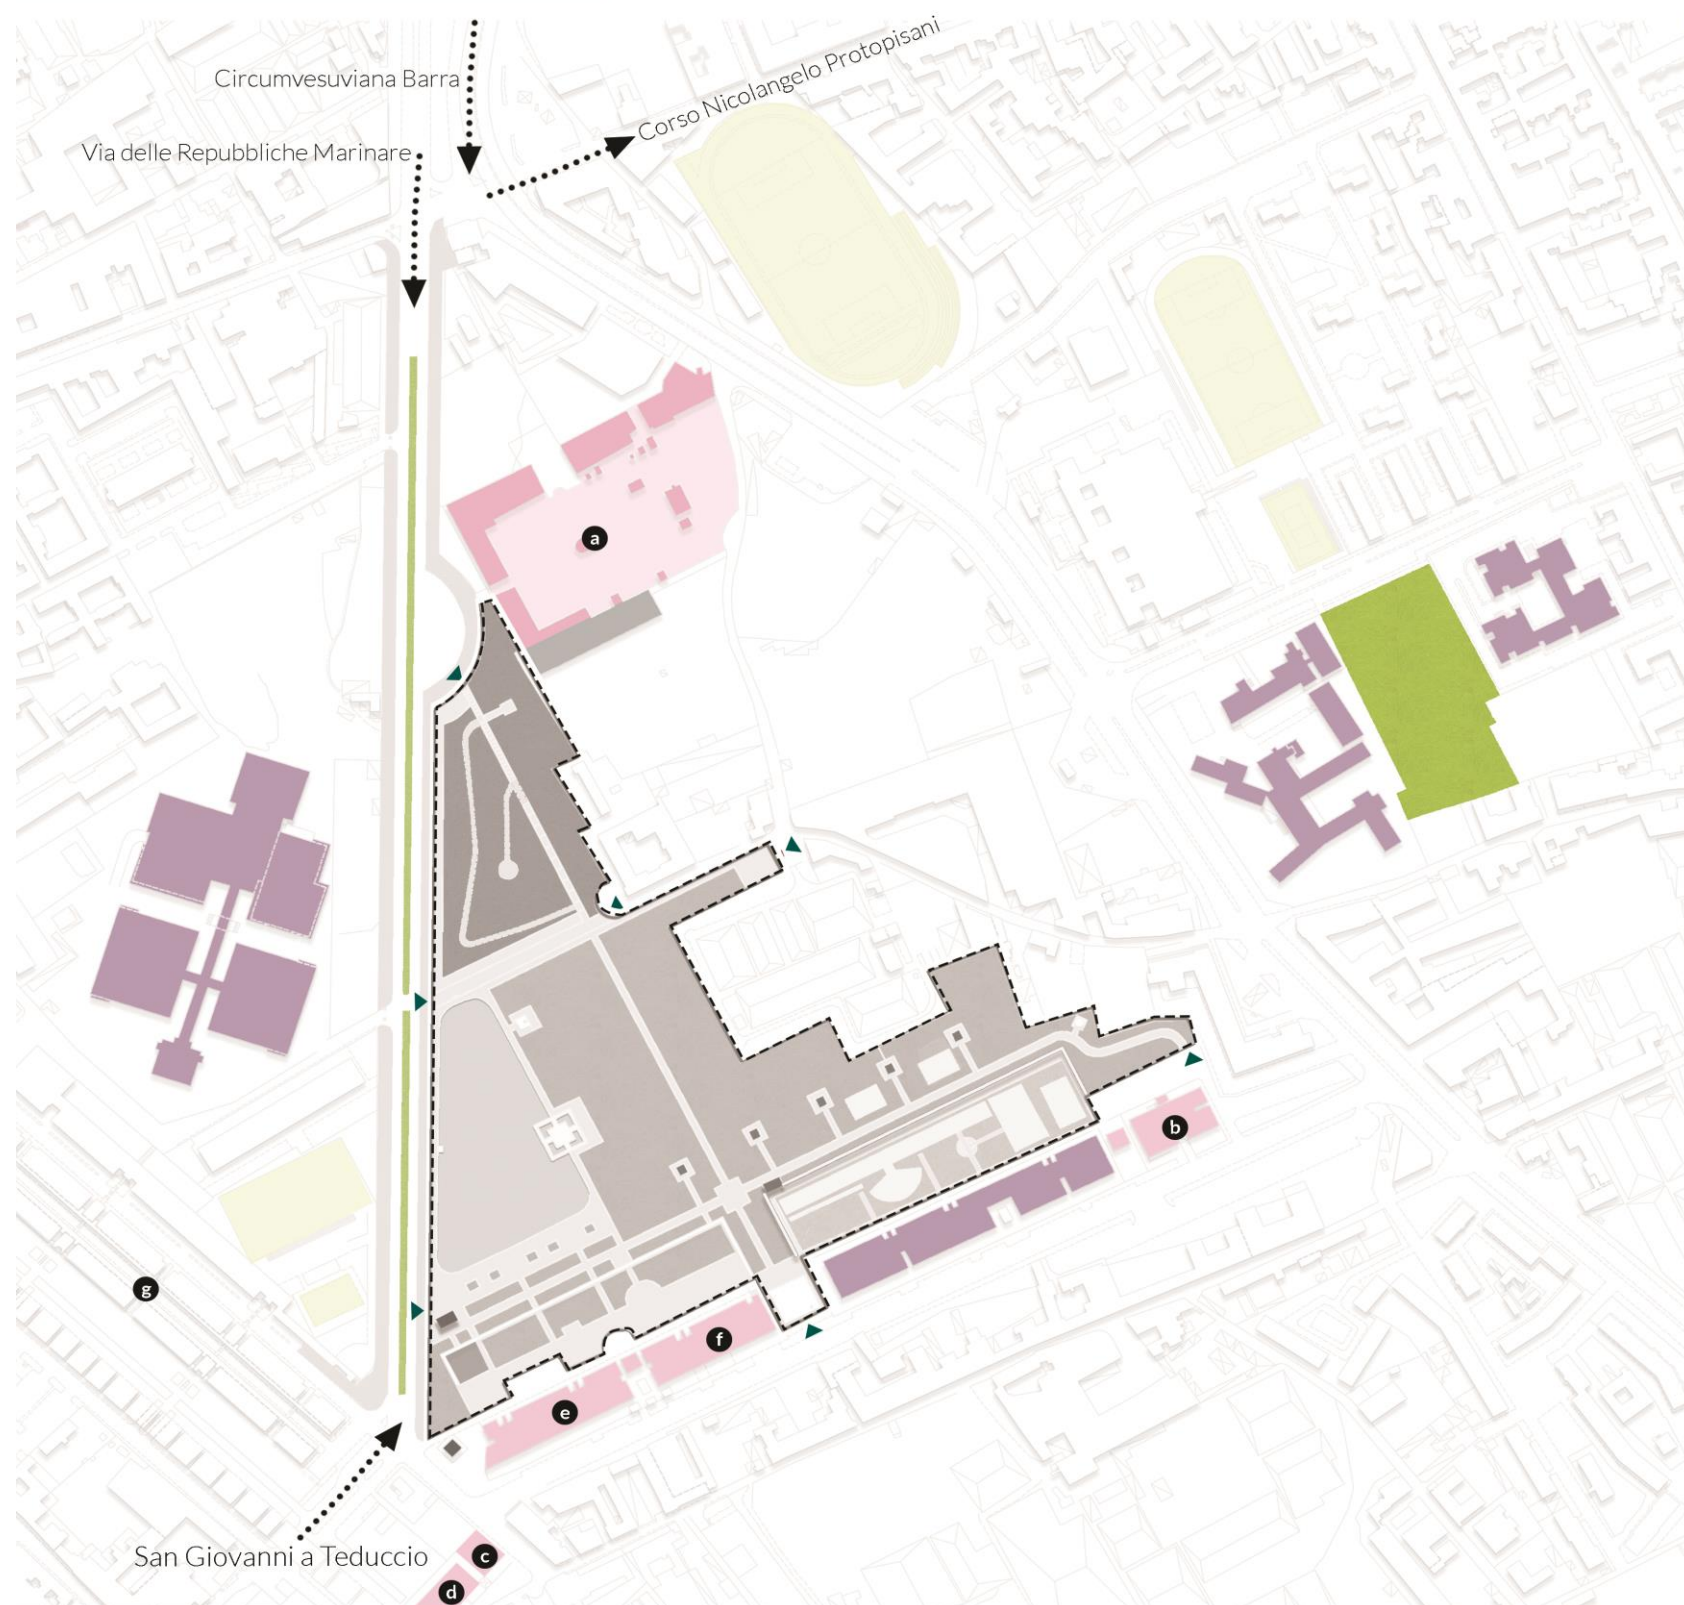 Circumvesuviana Barra
Corso Nicolangelo Protopisani
Via delle Repubbliche Marinare
a
b
g
f
e
San Giovanni a Teduccio
c
d